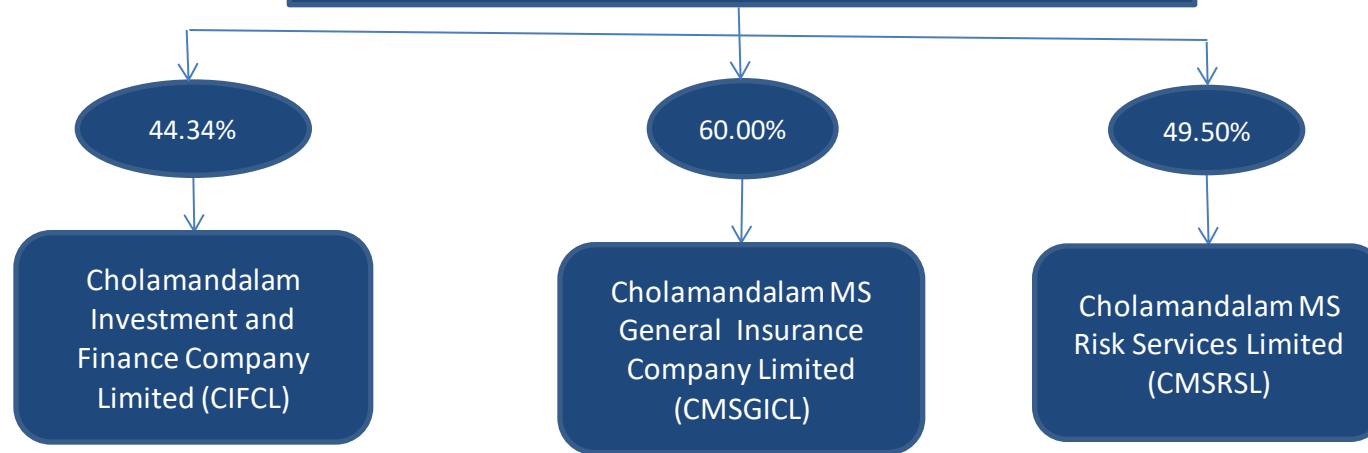 44.34%
60.00%
49.50%
Cholamandalam
Investment and
Finance Company
Limited (CIFCL)
Cholamandalam MS
General Insurance
Company Limited
(CMSGICL)
Cholamandalam MS
Risk Services Limited
(CMSRSL)